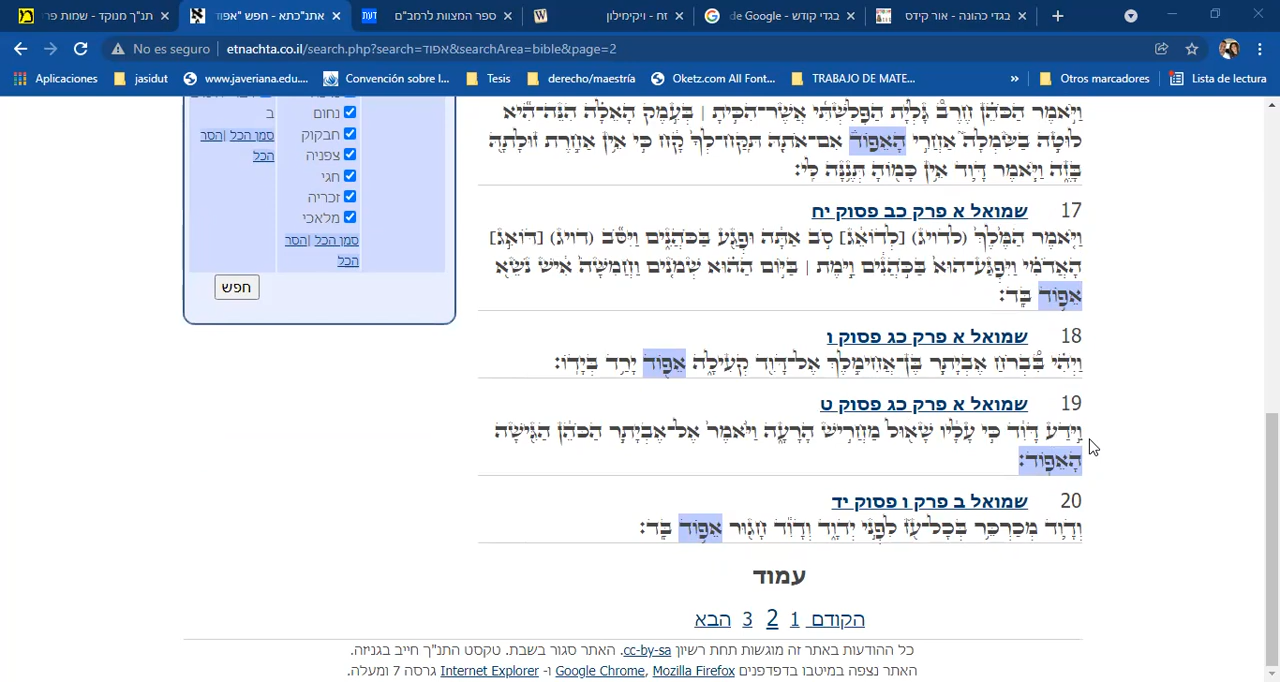 תנ"ך מנוקד - שמות פר
אתנ"כתא - חפש "אפוד
ספר המצוות לרמב"ם
זח - ויקימילון
בגדי קודש - de Google
בגדי כהונה - אור קידס
No es seguro | etnachta.co.il/search.php?search=אפוד&searchArea=bible&page=2
Aplicaciones jasidut www.javeriana.edu.... Convención sobre l... Tesis derecho/maestría Oketz.com All Font... TRABAJO DE MATE... » Otros marcadores Lista de lectura
נחום
ב
חבקוק
סמן הכל |הסר
צפניה
הכל
חגי
זכריה
מלאכי
סמן הכל |הסר
הכל
חפש
וַיֹּאמֶר הַכֹּהֵן חֶרֶב גָּלְיָת הַפְּלִשְׁתִּי אֲשֶׁר־הִכִּיתָ | בְּעֵמֶק הָאֵלָה הִנֵּה־הִיא
לוּטָה בַשִּׂמְלָה אַחֲרֵי הָאֵפוֹד אִם־אֹתָהּ תִּקַּח־לְךָ קָח כִּי אֵין אַחֶרֶת זוּלָתָהּ
בָּזֶה וַיֹּאמֶר דָּוִד אֵין כָּמוֹהָ תְּנֶנָּה לִּי:
17 שמואל א פרק כב פסוק יח
וַיֹּאמֶר הַמֶּלֶךְ (לדויג) [לְדוֹאֵג] סֹב אַתָּה וּפְגַע בַּכֹּהֲנִים וַיִּסֹּב (דויג) [דּוֹאֵג]
הָאֲדֹמִי וַיִּפְגַּע־הוּא בַּכֹּהֲנִים וַיָּמֶת | בַּיּוֹם הַהוּא שְׁמֹנִים וַחֲמִשָּׁה אִישׁ נֹשֵׂא
אֵפוֹד בָּד:
18 שמואל א פרק כג פסוק ו
וַיְהִי בִּבְרֹחַ אֶבְיָתָר בֶּן־אֲחִימֶלֶךְ אֶל־דָּוִד קְעִילָה אֵפוֹד יָרַד בְּיָדוֹ:
19 שמואל א פרק כג פסוק ט
וַיֵּדַע דָּוִד כִּי עָלָיו שָׁאוּל מַחֲרִישׁ הָרָעָה וַיֹּאמֶר אֶל־אֶבְיָתָר הַכֹּהֵן הַגִּישָׁה
הָאֵפוֹד:
20 שמואל ב פרק ו פסוק יד
וְדָוִד מְכַרְכֵּר בְּכָל־עֹז לִפְנֵי יְדֹוָד וְדָוִד חָגוּר אֵפוֹד בָּד:
עמוד
הקודם 1 2 3 הבא
כל ההודעות באתר זה מוגשות תחת רשיון cc-by-sa. האתר סגור בשבת. טקסט התנ"ך חייב בגניזה.
האתר נצפה במיטבו בדפדפנים Google Chrome, Mozilla Firefox ו- Internet Explorer גרסה 7 ומעלה.